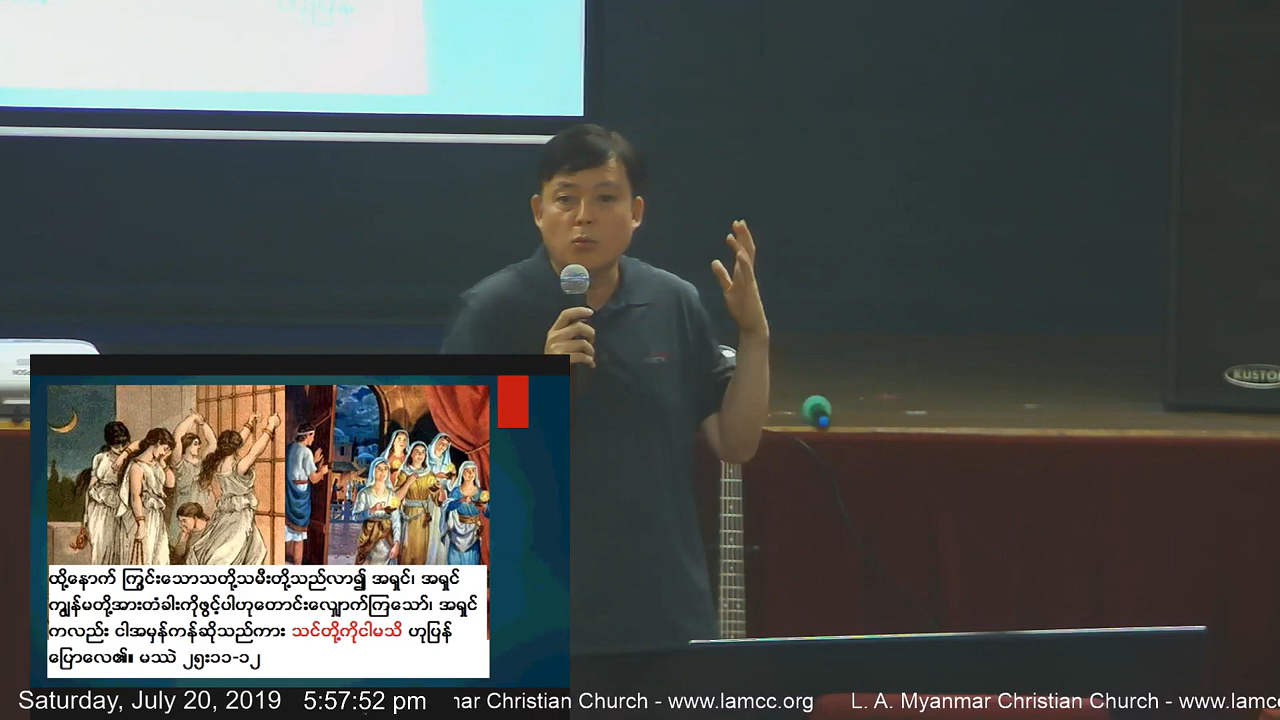 KUSTO
ထို့နောက် ကြွင်းသောသတို့သမီးတို့သည်လာ၍ အရှင်၊ အရှင်
ကျွန်မတို့အားတံခါးကိုဖွင့်ပါဟုတောင်းလျှောက်ကြသော်၊ အရှင်
ကလည်း ငါအမှန်ကန်ဆိုသည်ကား သင်တို့ကိုငါမသိ ဟုပြန်
ပြောလေ၏။ မဿဲ ၂၅း၁၁-၁၂
Saturday, July 20, 2019 5:57:52 pm nar Christian Church - www.lamcc.org L. A. Myanmar Christian Church - www.lamc